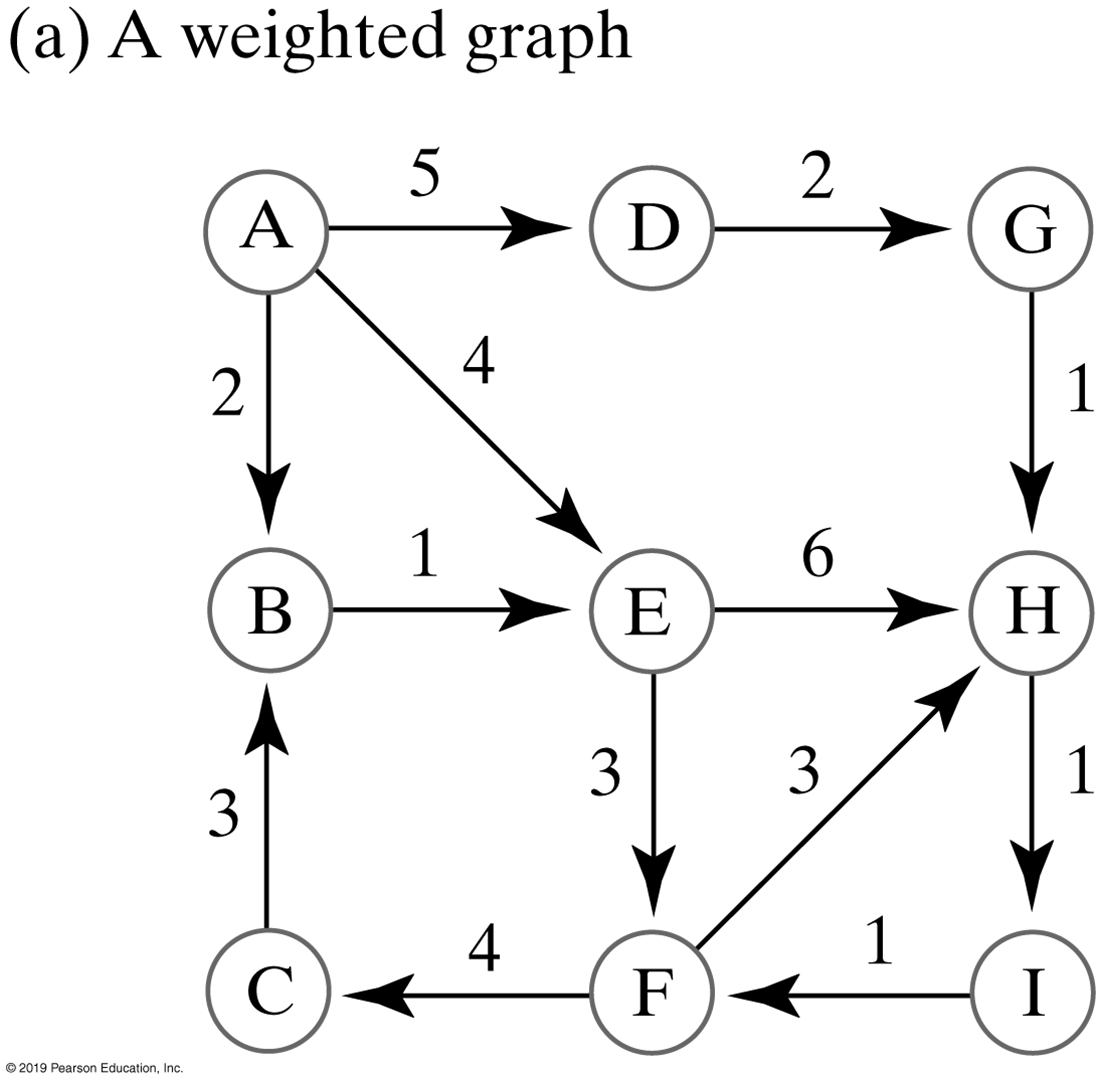 (a) A weighted graph
5 2
A D G
2 4 1
1 6
B E H
3 3 3 1
4 1
C F I
© 2019 Pearson Education, Inc.